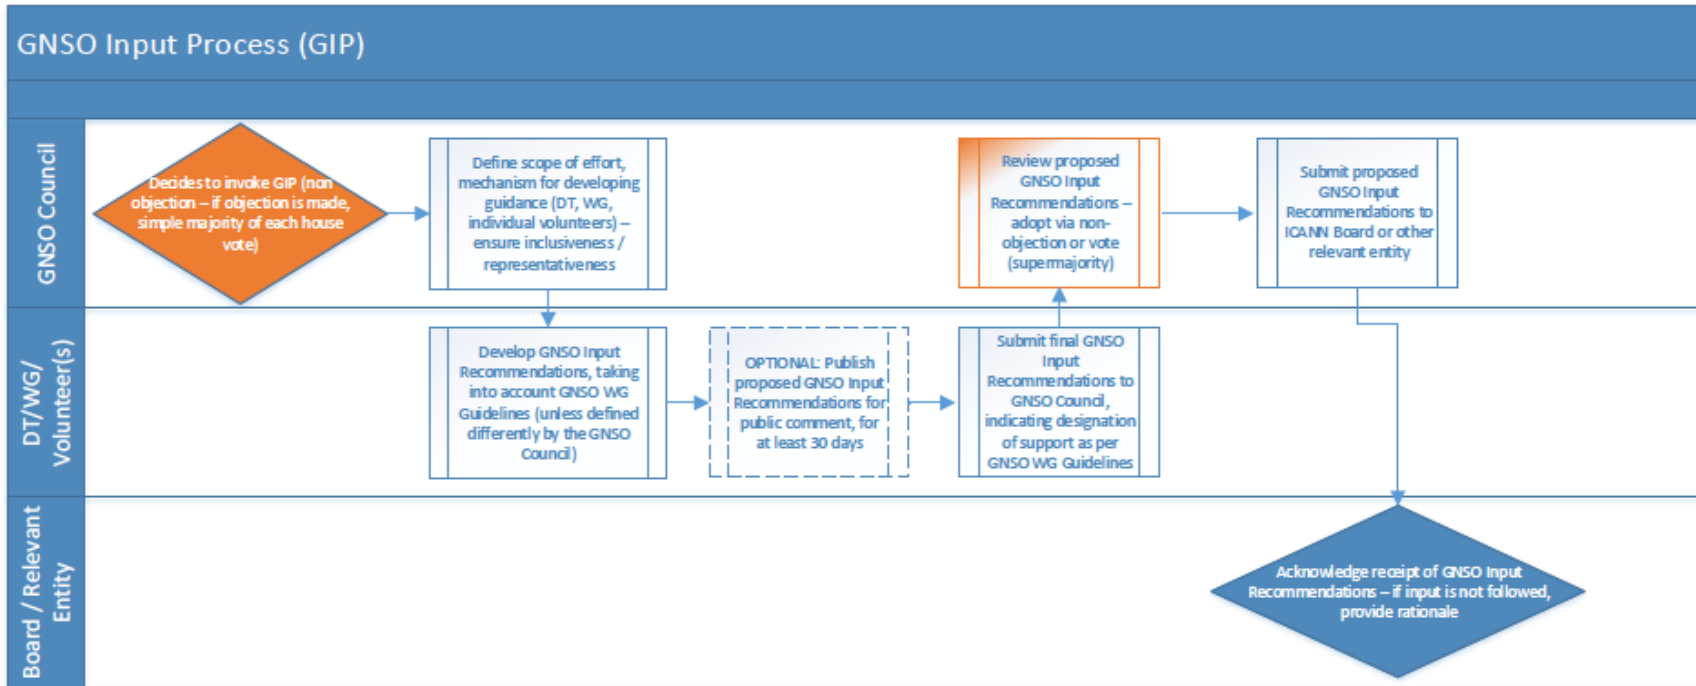 GNSO Input Process (GIP)
GNSO Council
Decides to invoke GIP (non
objection – if objection is made,
simple majority of each house
vote)
Define scope of effort,
mechanism for developing
guidance (DT, WG,
individual volunteers) –
ensure inclusiveness /
representativeness
Review proposed
GNSO Input
Recommendations –
adopt via non-
objection or vote
(supermajority)
Submit proposed
GNSO Input
Recommendations to
ICANN Board or other
relevant entity
DT/WG/
Volunteer(s)
Develop GNSO Input
Recommendations, taking
into account GNSO WG
Guidelines (unless defined
differently by the GNSO
Council)
OPTIONAL: Publish
proposed GNSO Input
Recommendations for
public comment, for
at least 30 days
Submit final GNSO
Input
Recommendations to
GNSO Council,
indicating designation
of support as per
GNSO WG Guidelines
Board / Relevant
Entity
Acknowledge receipt of GNSO Input
Recommendations – if input is not followed,
provide rationale